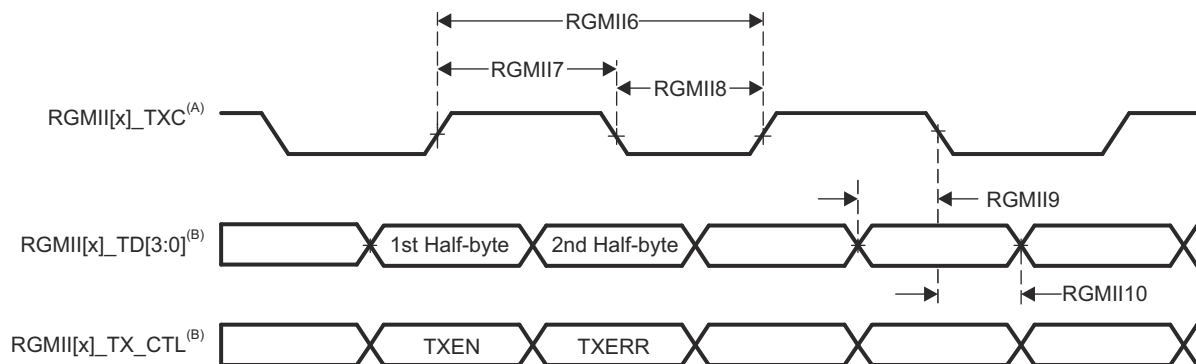 RGMII6
RGMII7
RGMII8
RGMII[x]_TXC(A)
RGMII9
RGMII[x]_TD[3:0](B)
1st Half-byte
2nd Half-byte
RGMII10
RGMII[x]_TX_CTL(B)
TXEN
TXERR